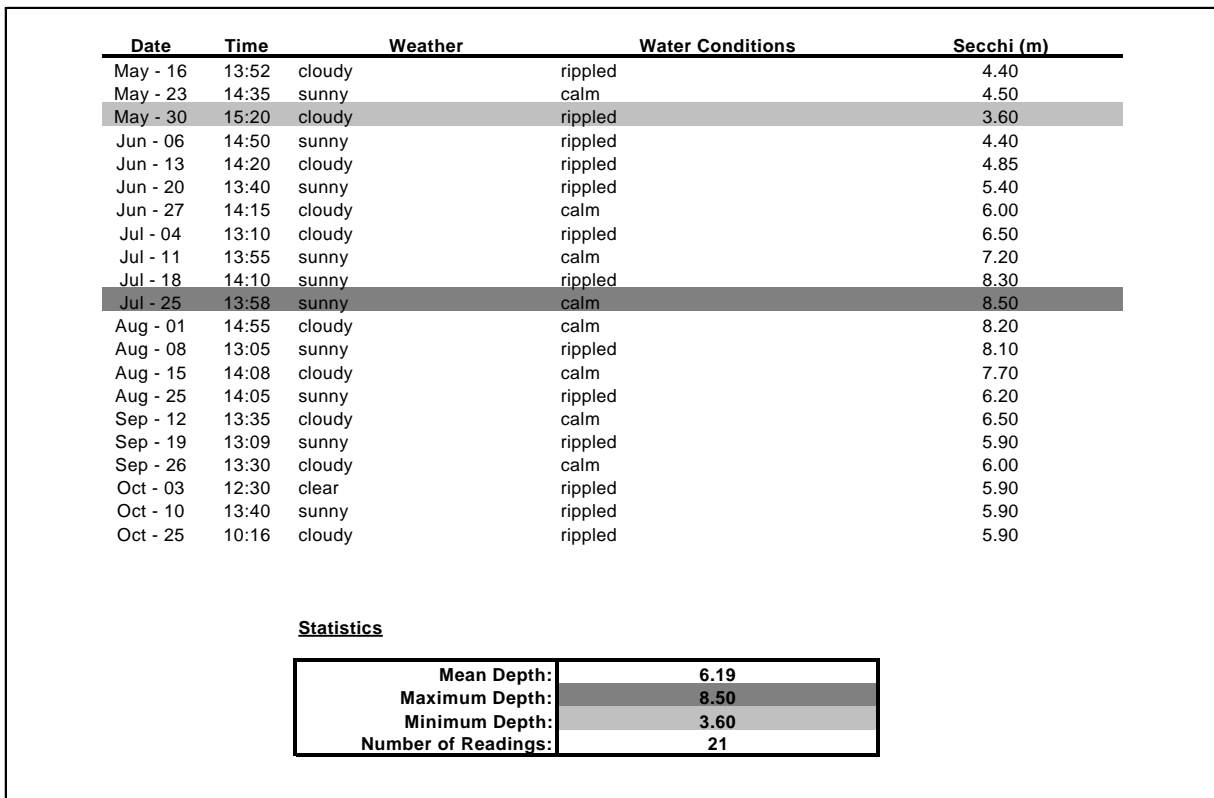 Date Time Weather Water Conditions Secchi (m)
May - 16 13:52 cloudy rippled 4.40
May - 23 14:35 sunny calm 4.50
May - 30 15:20 cloudy rippled 3.60
Jun - 06 14:50 sunny rippled 4.40
Jun - 13 14:20 cloudy rippled 4.85
Jun - 20 13:40 sunny rippled 5.40
Jun - 27 14:15 cloudy calm 6.00
Jul - 04 13:10 cloudy rippled 6.50
Jul - 11 13:55 sunny calm 7.20
Jul - 18 14:10 sunny rippled 8.30
Jul - 25 13:58 sunny calm 8.50
Aug - 01 14:55 cloudy calm 8.20
Aug - 08 13:05 sunny rippled 8.10
Aug - 15 14:08 cloudy calm 7.70
Aug - 25 14:05 sunny rippled 6.20
Sep - 12 13:35 cloudy calm 6.50
Sep - 19 13:09 sunny rippled 5.90
Sep - 26 13:30 cloudy calm 6.00
Oct - 03 12:30 clear rippled 5.90
Oct - 10 13:40 sunny rippled 5.90
Oct - 25 10:16 cloudy rippled 5.90
Statistics
Mean Depth: 6.19
Maximum Depth: 8.50
Minimum Depth: 3.60
Number of Readings: 21